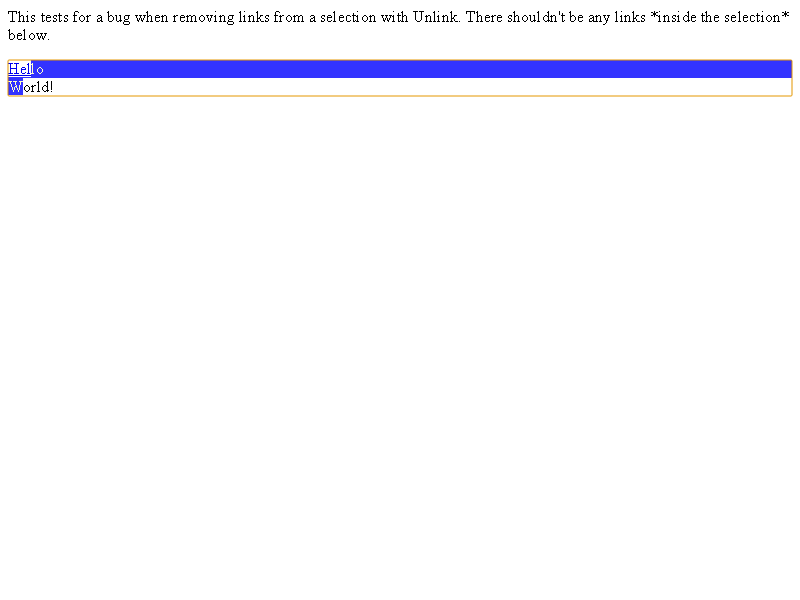 This tests for a bug when removing links from a selection with Unlink. There shouldn't be any links *inside the selection*
below.
Hello
World!